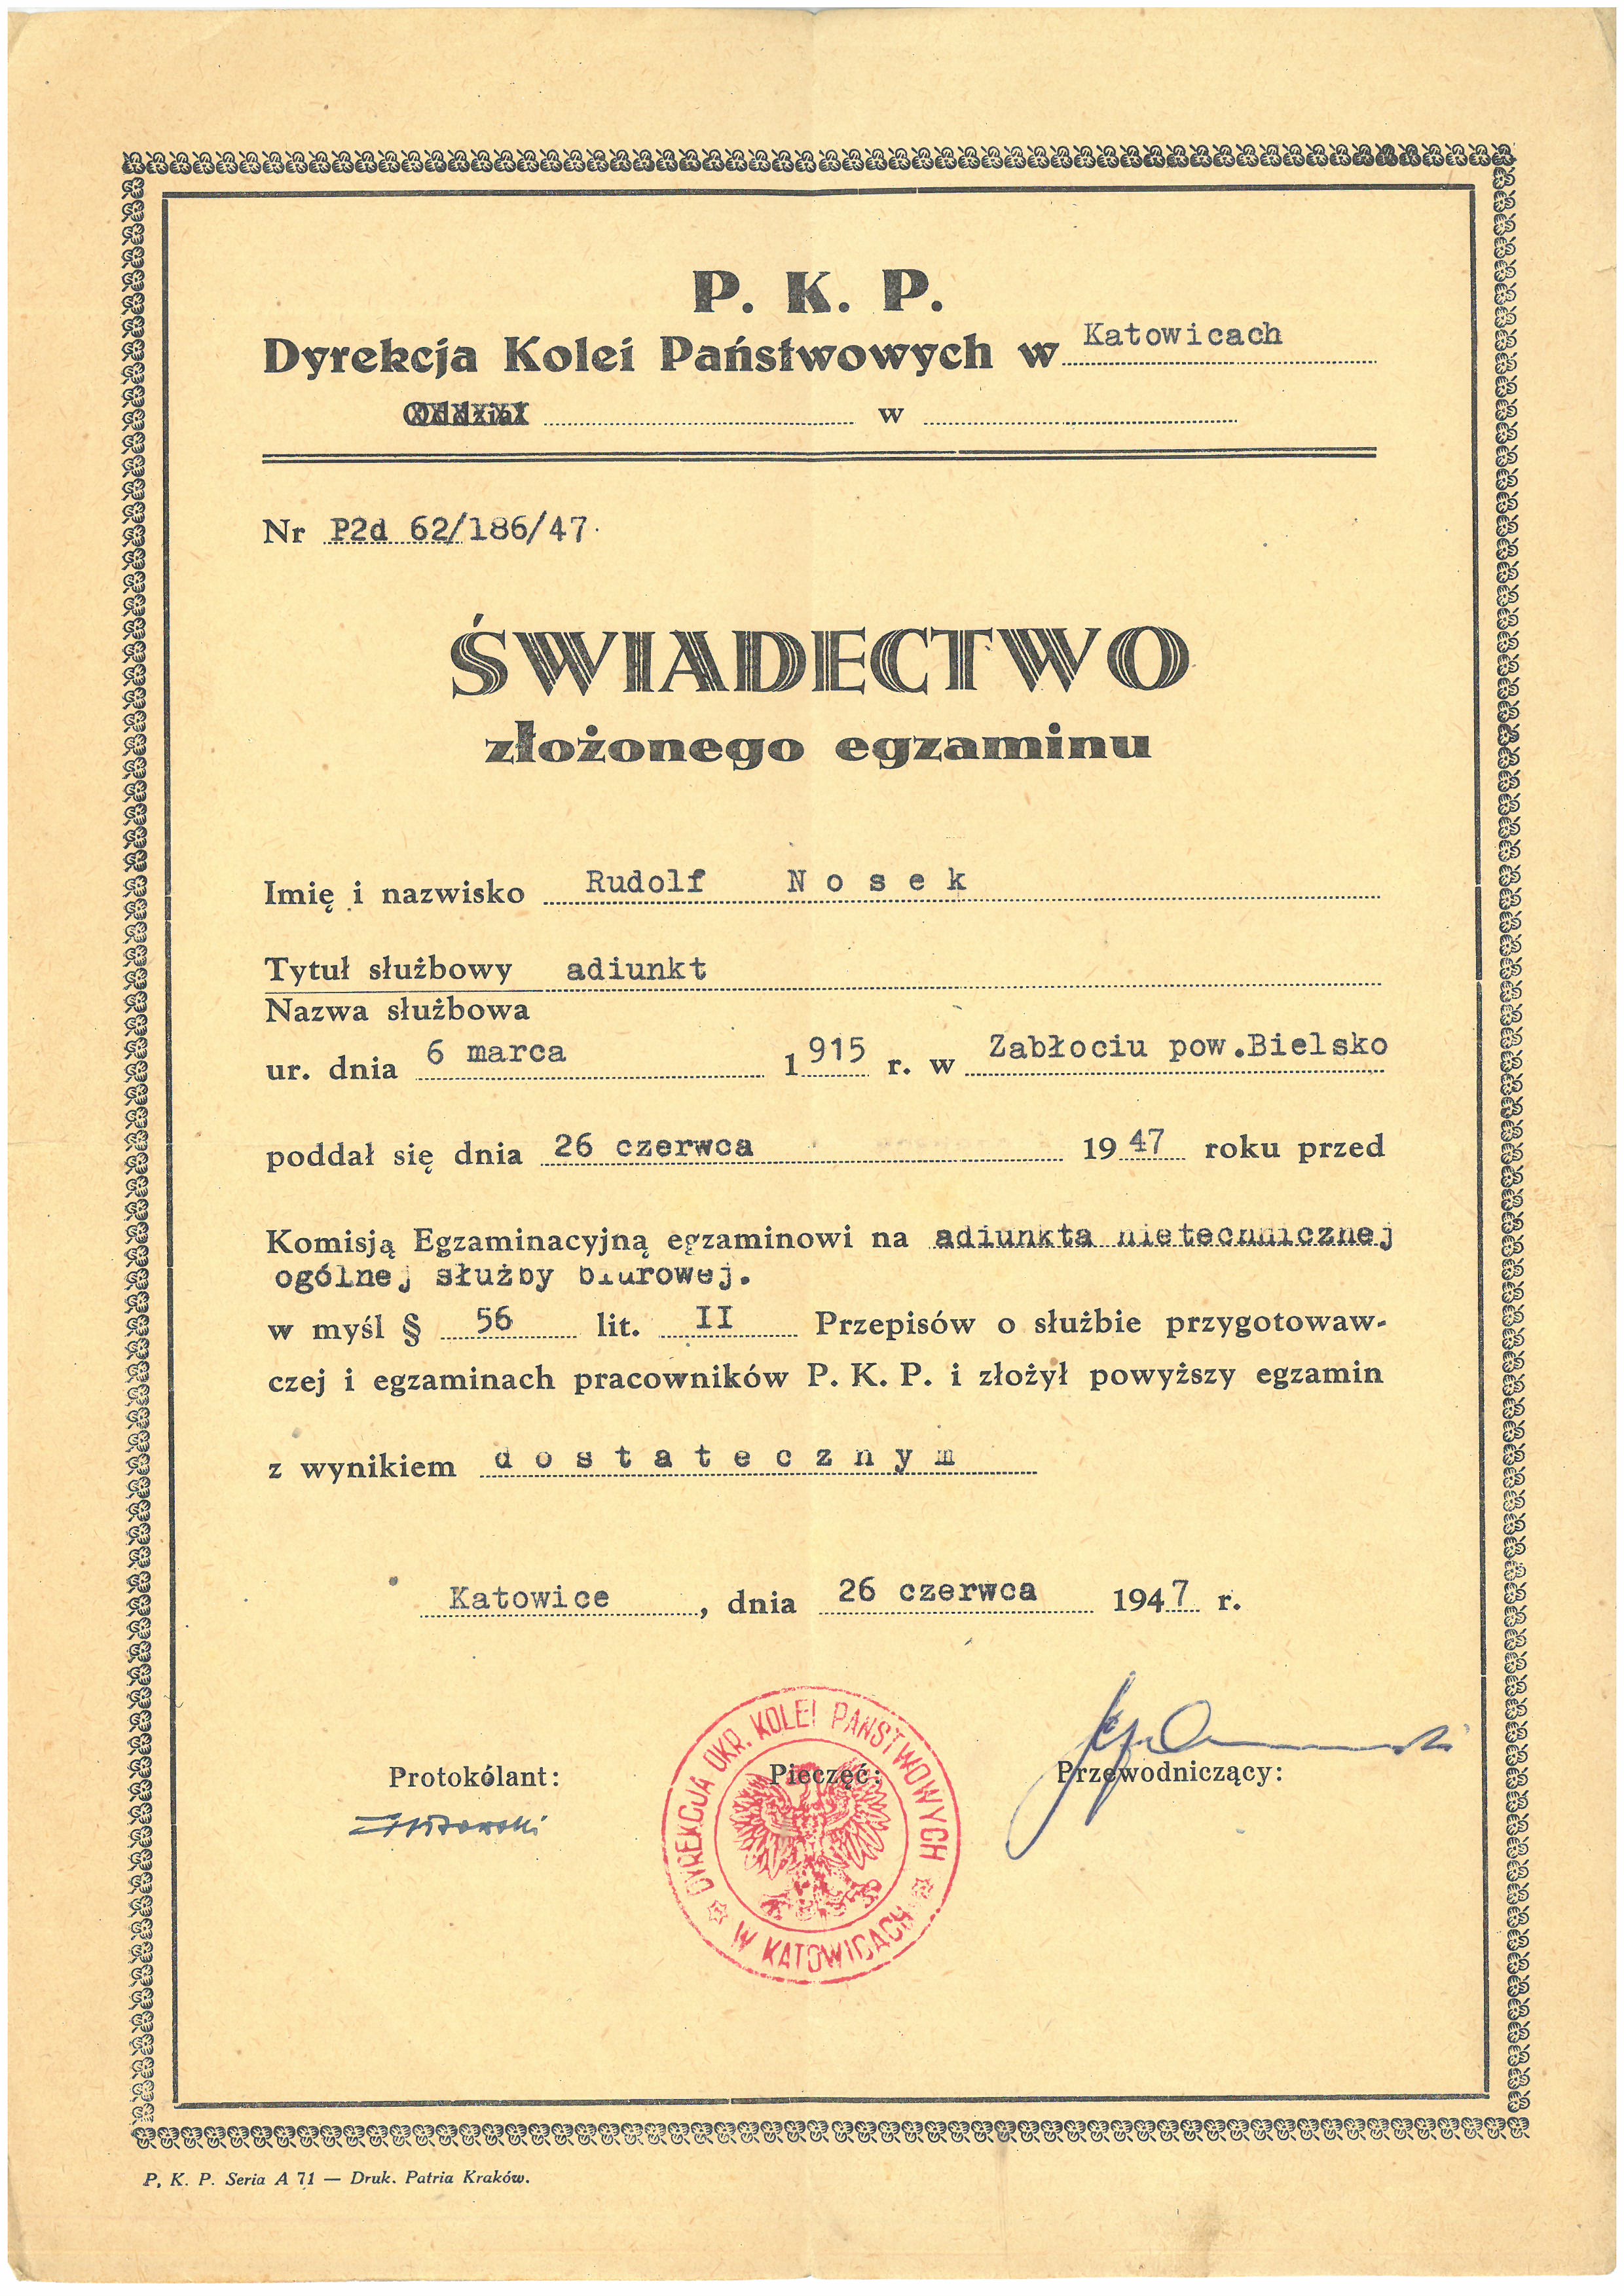 P. K. P.
Dyrekcja Kolei Państwowych w Katowicach
Oddział w
Nr P2d 62/186/47.
ŚWIADECTWO
złożonego egzaminu
Imię i nazwisko Rudolf Nosek
Tytuł służbowy adiunkt
Nazwa służbowa
ur. dnia 6 marca 1915 r. w Zabłociu pow.Bielsko
poddał się dnia 26 czerwca 1947 roku przed
Komisją Egzaminacyjną egzaminowi na adiunkta nietechnicznej
ogólnej służby biurowej.
w myśl § 56 lit. II Przepisów o służbie przygotowaw-
czej i egzaminach pracowników P. K. P. i złożył powyższy egzamin
z wynikiem dostatecznym
Katowice, dnia 26 czerwca 1947 r.
Protokólant: Pieczęć: Przewodniczący:
DYREKCJA OKR. KOLEI PAŃSTWOWYCH
W KATOWICACH
P, K. P. Seria A 71 — Druk. Patria Kraków.